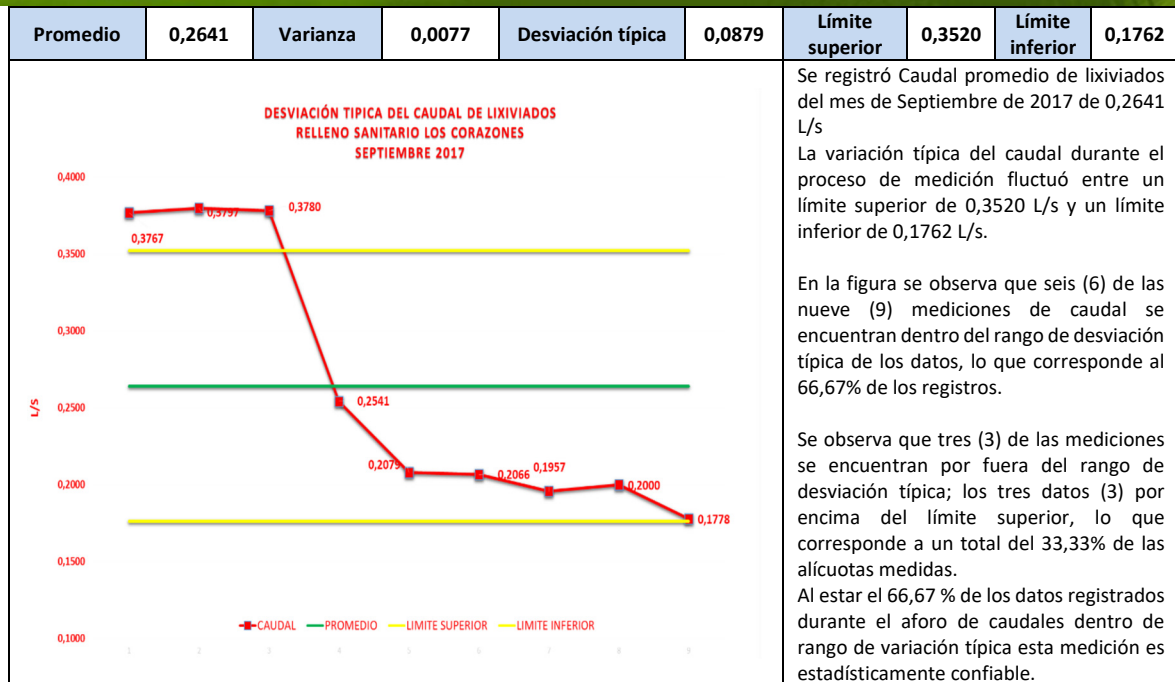 Promedio 0,2641 Varianza 0,0077 Desviación típica 0,0879 Límite superior 0,3520 Límite inferior 0,1762
DESVIACIÓN TIPICA DEL CAUDAL DE LIXIVIADOS
RELLENO SANITARIO LOS CORAZONES
SEPTIEMBRE 2017
0,4000
0,3500
0,3000
0,2500
0,2000
0,1500
0,1000
L/s
0,3767
0,3797
0,3780
0,2541
0,2079
0,2066
0,1957
0,2000
0,1778
CAUDAL PROMEDIO LIMITE SUPERIOR LIMITE INFERIOR
1 2 3 4 5 6 7 8 9
Se registró Caudal promedio de lixiviados
del mes de Septiembre de 2017 de 0,2641
L/s
La variación típica del caudal durante el
proceso de medición fluctuó entre un
límite superior de 0,3520 L/s y un límite
inferior de 0,1762 L/s.
En la figura se observa que seis (6) de las
nueve (9) mediciones de caudal se
encuentran dentro del rango de desviación
típica de los datos, lo que corresponde al
66,67% de los registros.
Se observa que tres (3) de las mediciones
se encuentran por fuera del rango de
desviación típica; los tres datos (3) por
encima del límite superior, lo que
corresponde a un total del 33,33% de las
alícuotas medidas.
Al estar el 66,67 % de los datos registrados
durante el aforo de caudales dentro de
rango de variación típica esta medición es
estadísticamente confiable.